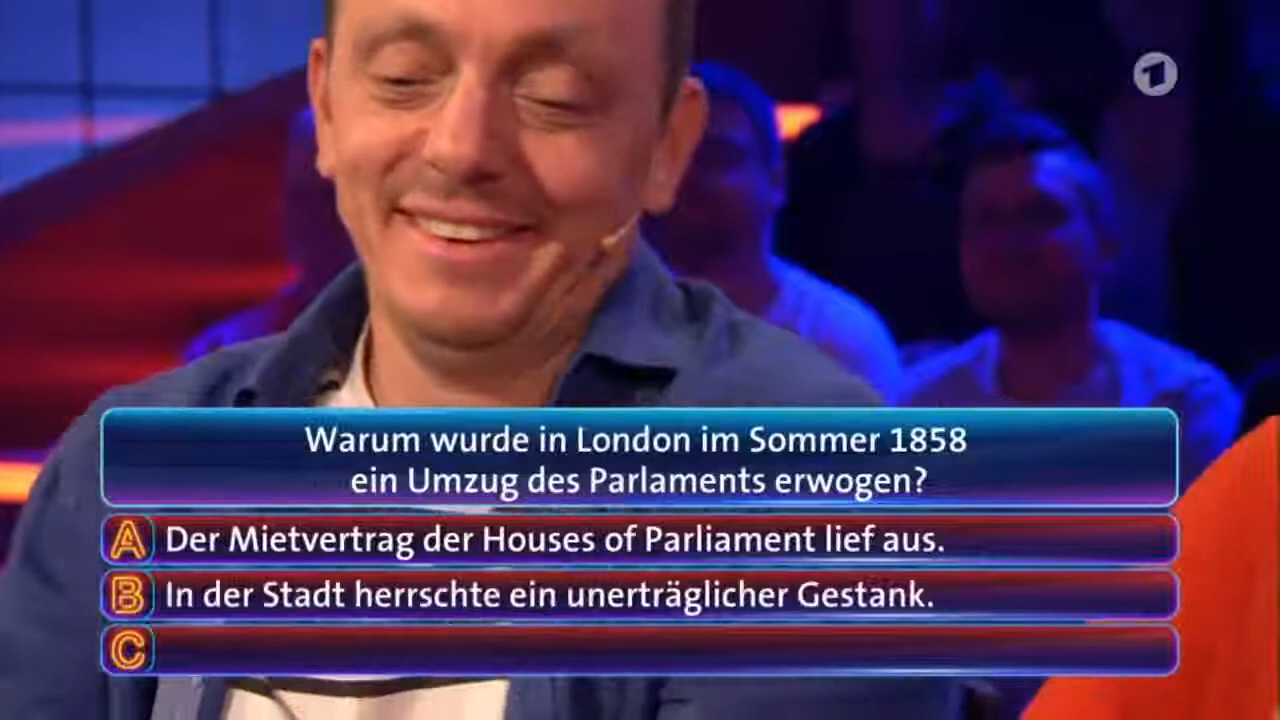 1
Warum wurde in London im Sommer 1858
ein Umzug des Parlaments erwogen?
A Der Mietvertrag der Houses of Parliament lief aus.
B In der Stadt herrschte ein unerträglicher Gestank.
C